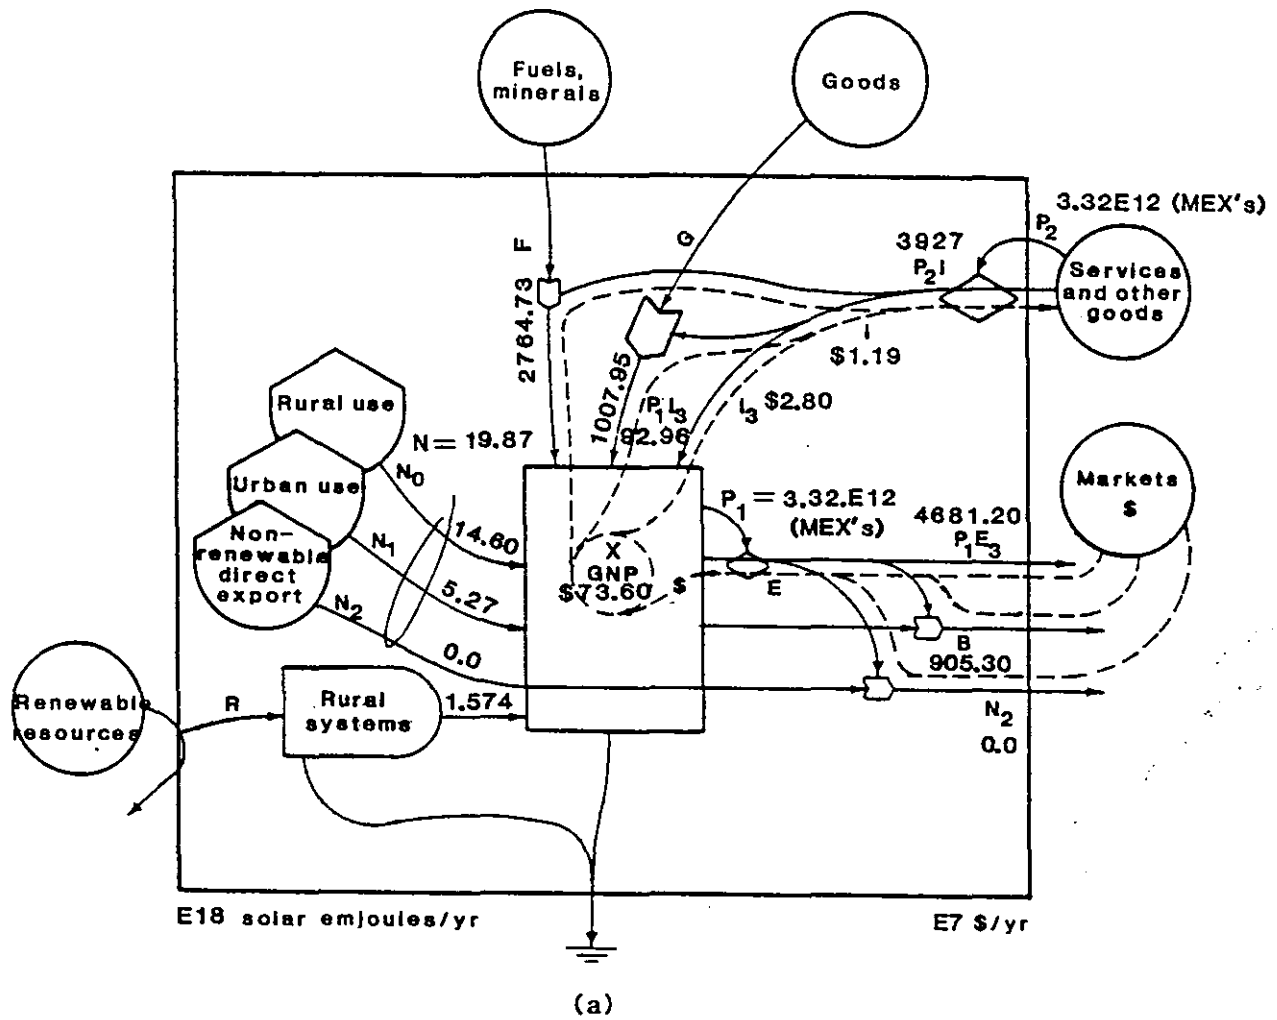 Fuels,
minerals
Goods
3.32E12 (MEX's)
P2
3927
P2I
Services
and other
goods
F
G
2764.73
$1.19
1007.95
P1I3
92.96
I3 $2.80
Rural use
N = 19.87
N0
Urban use
14.60
Non-
renewable
direct
export
N1
5.27
N2
0.0
P1 = 3.32.E12
(MEX's)
4681.20
P1E3
Markets
$
X
GNP
$73.60
$
E
B
905.30
N2
0.0
Renewable
resources
R
Rural
systems
1.574
E18 solar emjoules/yr
E7 $/yr
(a)